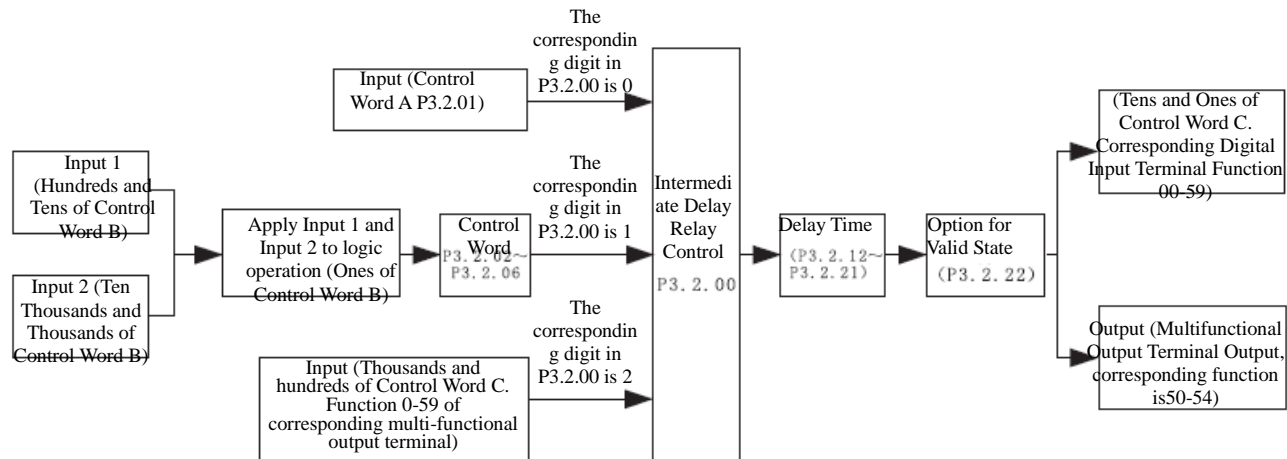 The
correspondin
g digit in
P3.2.00 is 0
Input (Control
Word A P3.2.01)
Input 1
(Hundreds and
Tens of Control
Word B)
Input 2 (Ten
Thousands and
Thousands of
Control Word B)
Apply Input 1 and
Input 2 to logic
operation (Ones of
Control Word B)
Control
Word
P3.2.02~
P3.2.06
The
correspondin
g digit in
P3.2.00 is 1
The
correspondin
g digit in
P3.2.00 is 2
Input (Thousands and
hundreds of Control Word C.
Function 0-59 of
corresponding multi-functional
output terminal)
Intermedi
ate Delay
Relay
Control
P3.2.00
Delay Time
(P3.2.12~
P3.2.21)
Option for
Valid State
(P3.2.22)
(Tens and Ones of
Control Word C.
Corresponding Digital
Input Terminal Function
00-59)
Output (Multifunctional
Output Terminal Output,
corresponding function
is50-54)